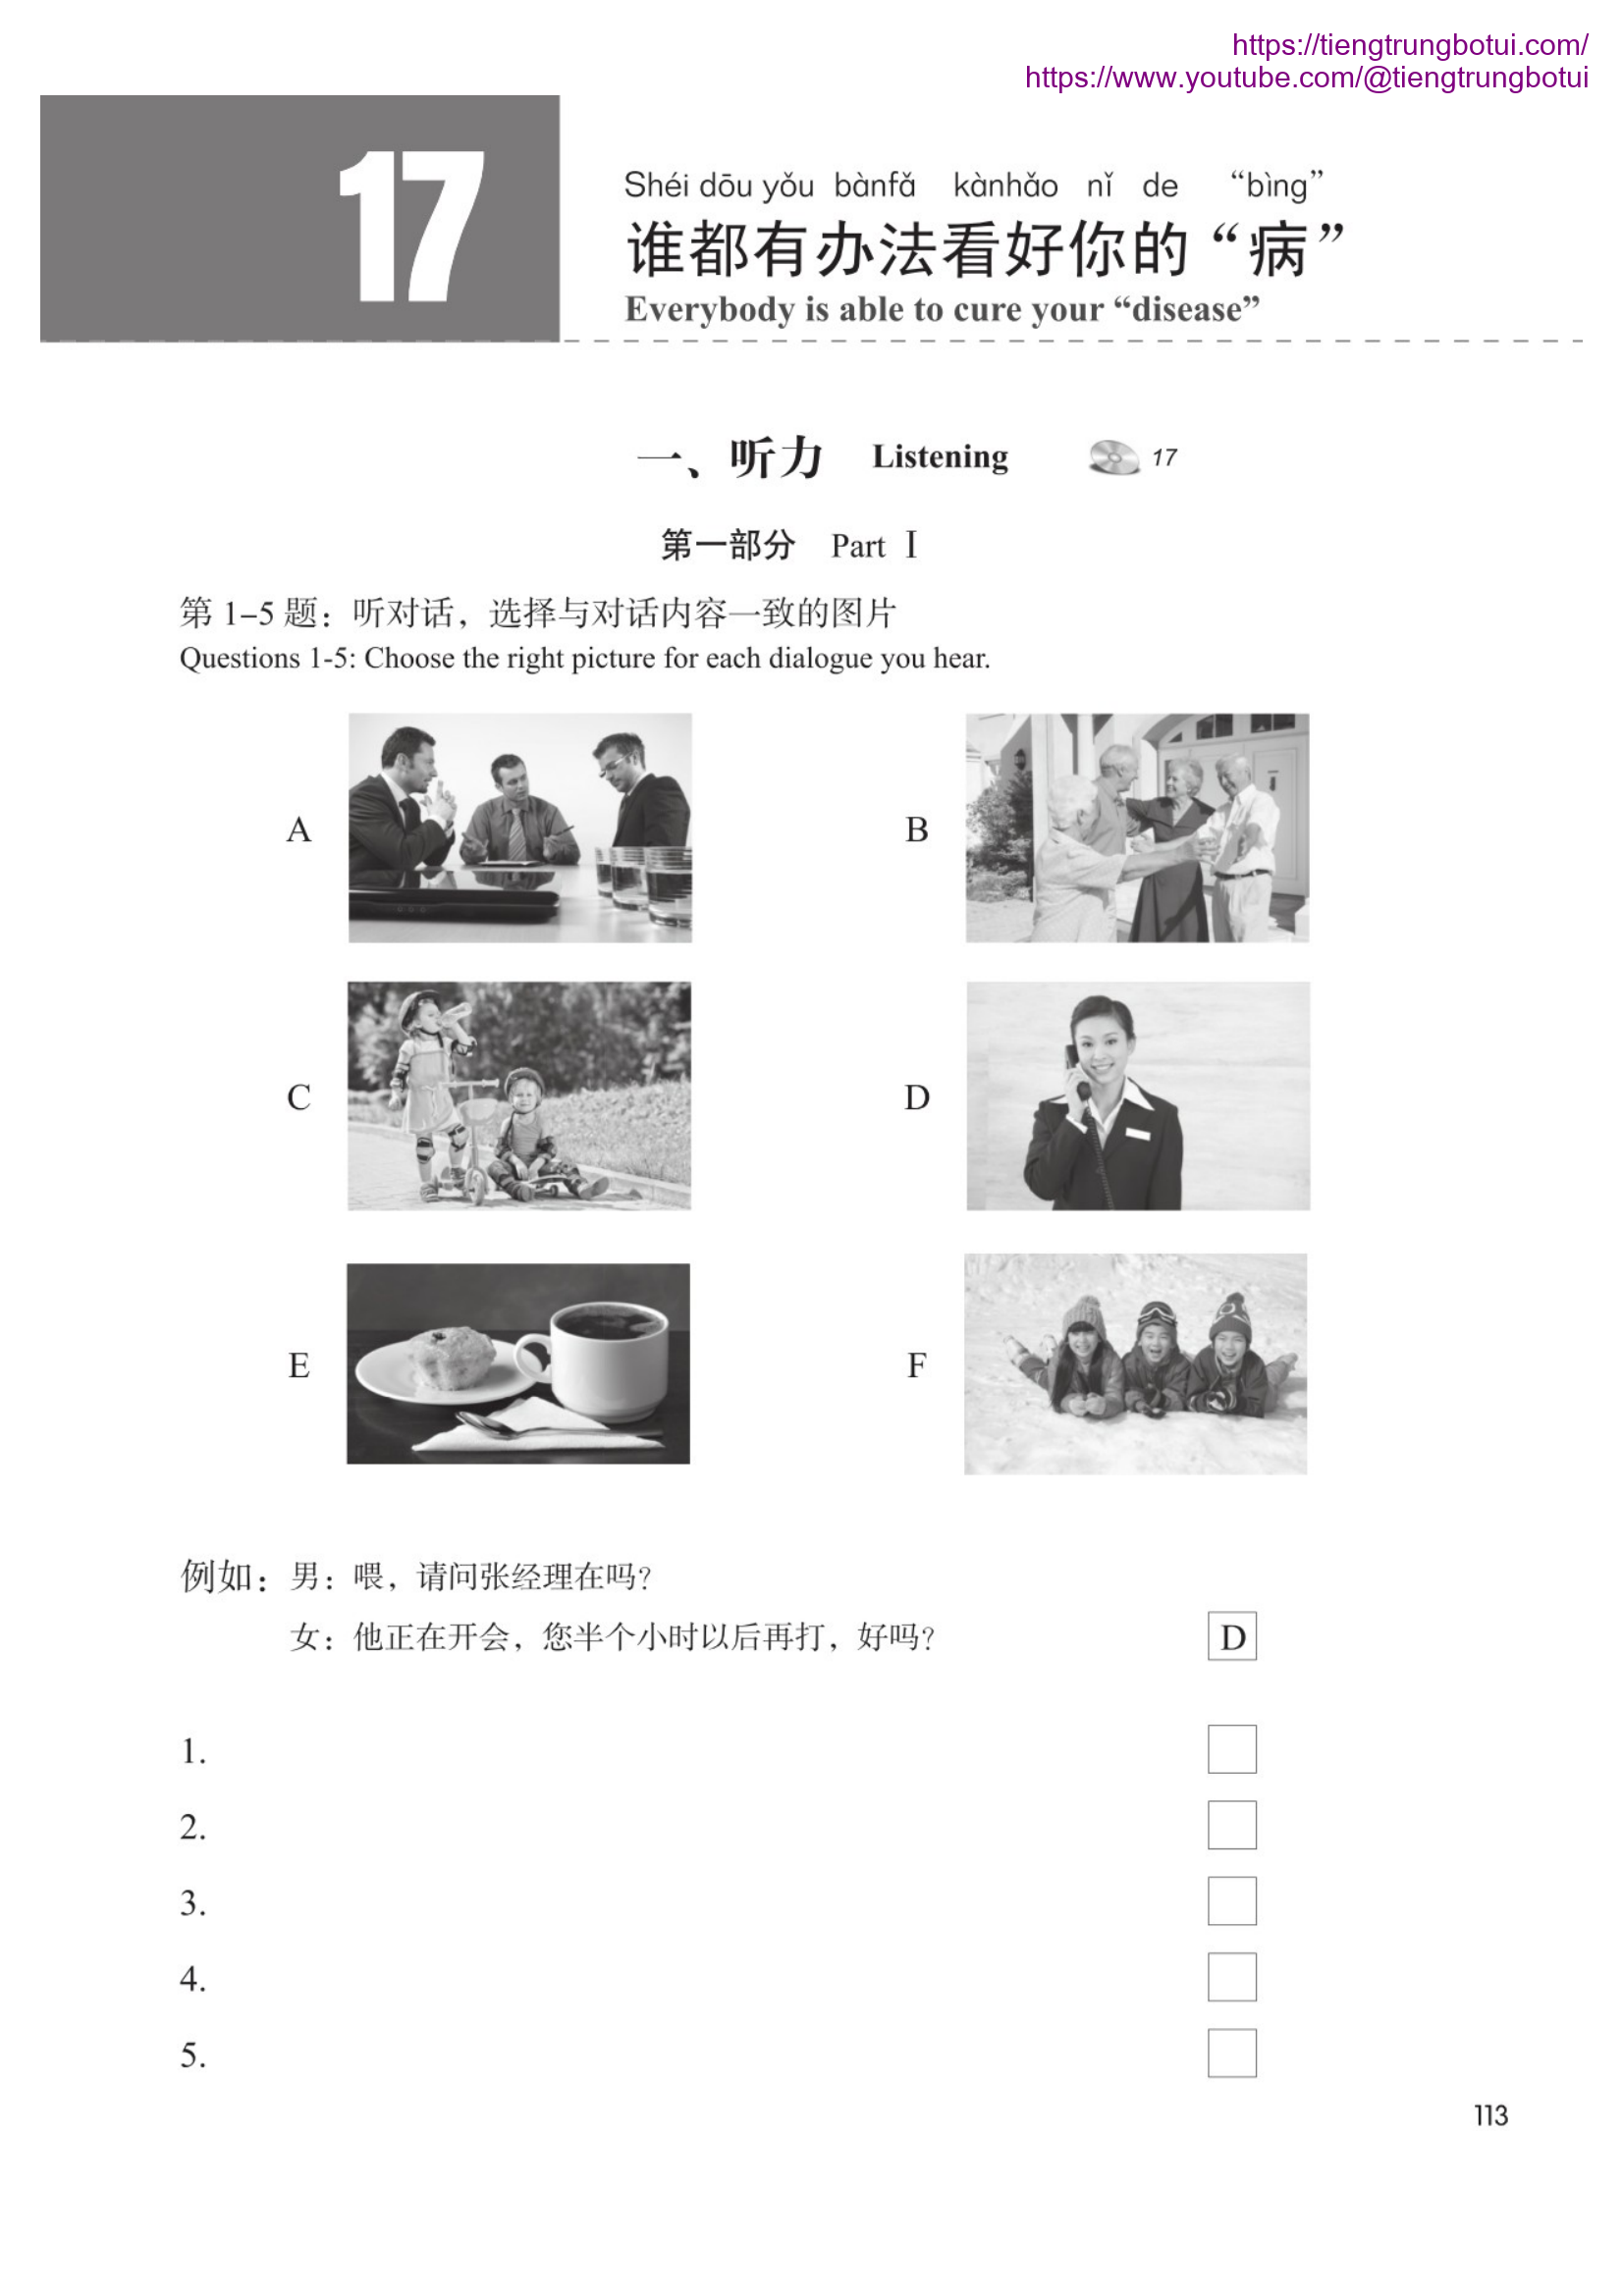 https://tiengtrungbotui.com/
https://www.youtube.com/@tiengtrungbotui
17
Shéi dōu yǒu bànfǎ kànhǎo nǐ de “bìng”
谁都有办法看好你的“病”
Everybody is able to cure your “disease”
一、听力 Listening 17
第一部分 Part Ⅰ
第 1–5 题：听对话，选择与对话内容一致的图片
Questions 1-5: Choose the right picture for each dialogue you hear.
A
B
C
D
E
F
例如：男：喂，请问张经理在吗？
女：他正在开会，您半个小时以后再打，好吗？ D
1.
2.
3.
4.
5.
113